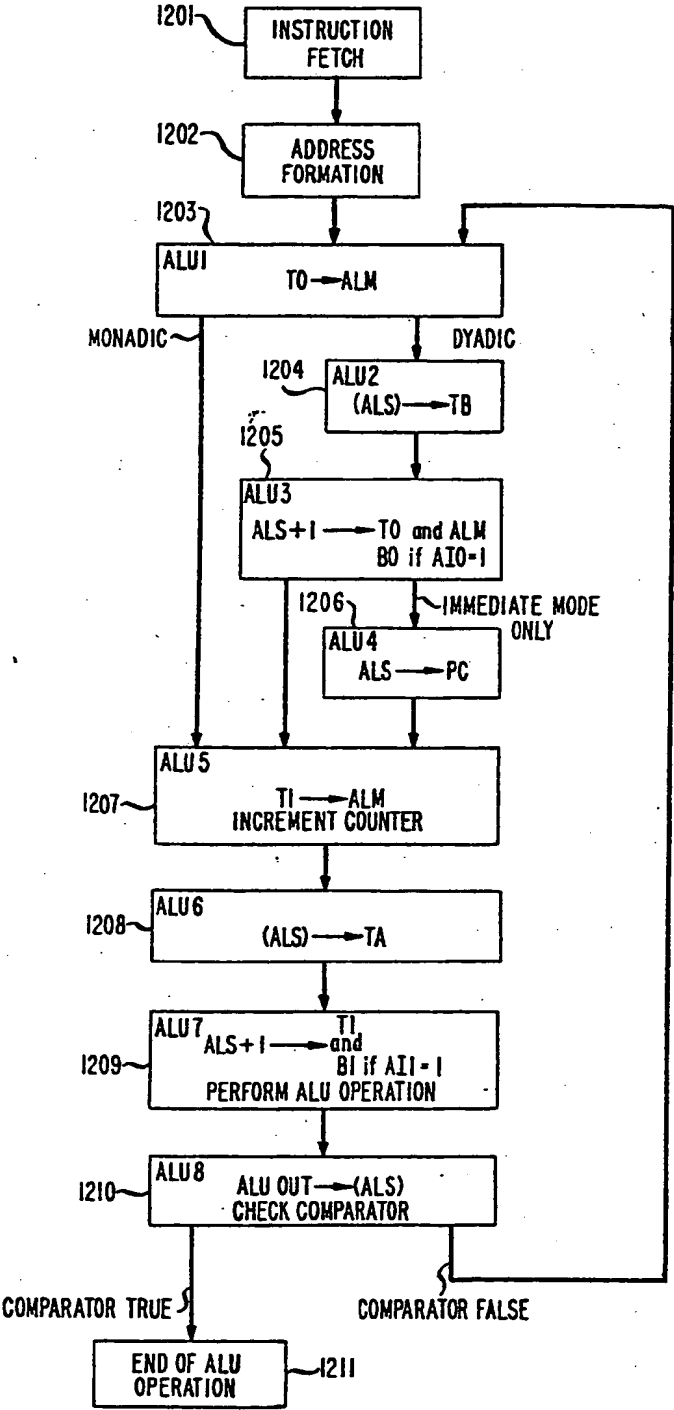 1201
INSTRUCTION
FETCH
1202
ADDRESS
FORMATION
1203
ALU1
T0→ALM
MONADIC
DYADIC
1204
ALU2
(ALS)→TB
1205
ALU3
ALS+1→T0 and ALM
B0 if AI0=1
1206
IMMEDIATE MODE
ONLY
ALU4
ALS→PC
ALU5
1207
T1→ALM
INCREMENT COUNTER
ALU6
1208
(ALS)→TA
ALU7
T1
ALS+1→and
B1 if AI1=1
1209
PERFORM ALU OPERATION
ALU8
1210
ALU OUT→(ALS)
CHECK COMPARATOR
COMPARATOR TRUE
COMPARATOR FALSE
END OF ALU
OPERATION
1211